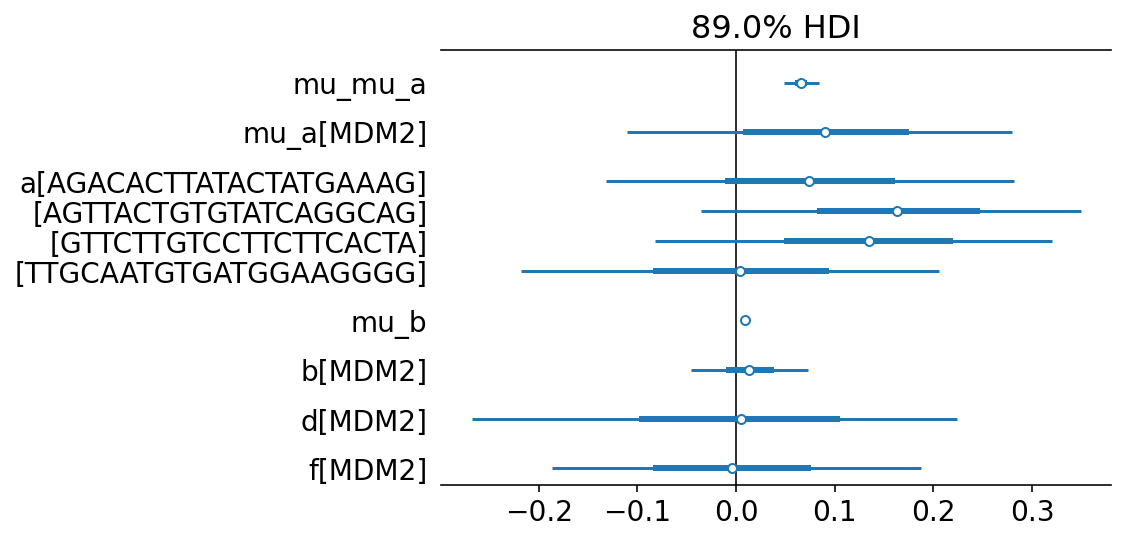 89.0% HDI
mu_mu_a
mu_a[MDM2]
a[AGACACTTATACTATGAAAG]
[AGTTACTGTGTATCAGGCAG]
[GTTCTTGTCCTTCTTCACTA]
[TTGCAATGTGATGGAAGGGG]
mu_b
b[MDM2]
d[MDM2]
f[MDM2]
−0.2 −0.1 0.0 0.1 0.2 0.3